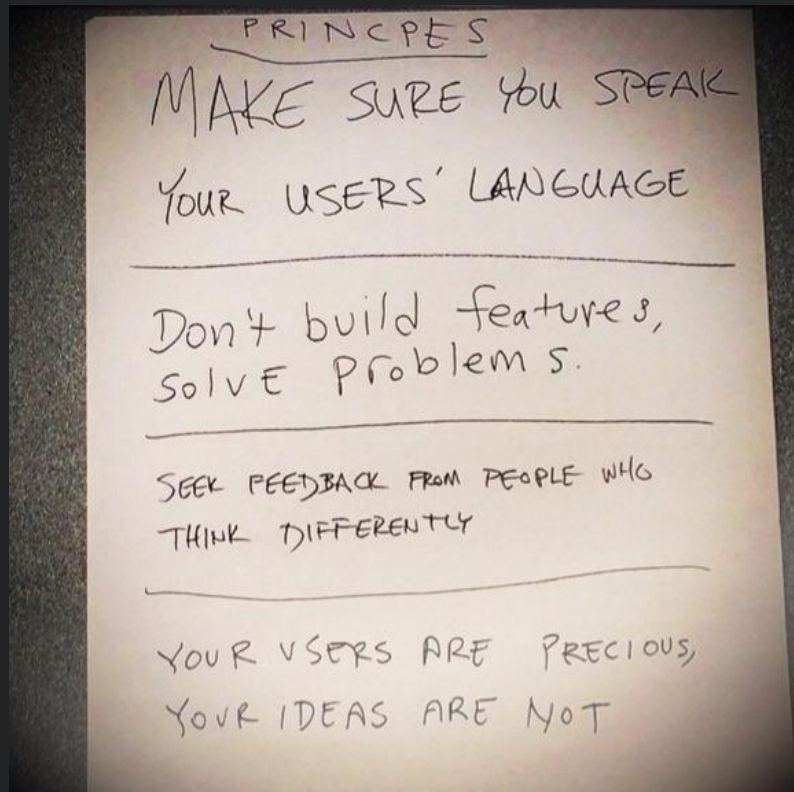 PRINCPES
MAKE SURE YOU SPEAK
YOUR USERS' LANGUAGE
Don't build features,
SolvE Problems.
SEEK FEEDBACK FROM PEOPLE WHO
THINK DIFFERENTLY
YOUR USERS ARE PRECIOUS,
YOUR IDEAS ARE NOT